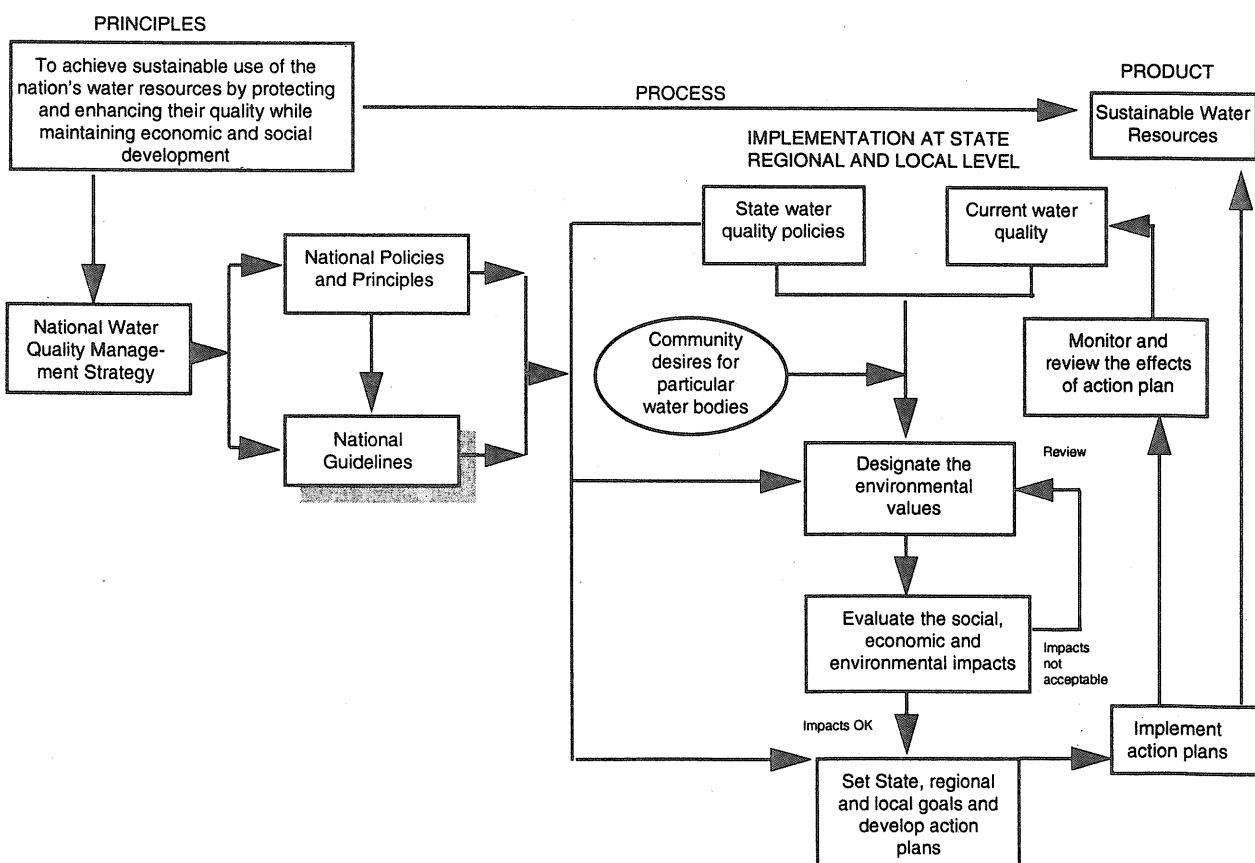 PRINCIPLES
To achieve sustainable use of the
nation's water resources by protecting
and enhancing their quality while
maintaining economic and social
development
PROCESS
PRODUCT
Sustainable Water
Resources
IMPLEMENTATION AT STATE
REGIONAL AND LOCAL LEVEL
State water
quality policies
Current water
quality
National Policies
and Principles
National Water
Quality Manage-
ment Strategy
National
Guidelines
Community
desires for
particular
water bodies
Monitor and
review the effects
of action plan
Designate the
environmental
values
Review
Evaluate the social,
economic and
environmental impacts
Impacts
not
acceptable
Impacts OK
Implement
action plans
Set State, regional
and local goals and
develop action
plans